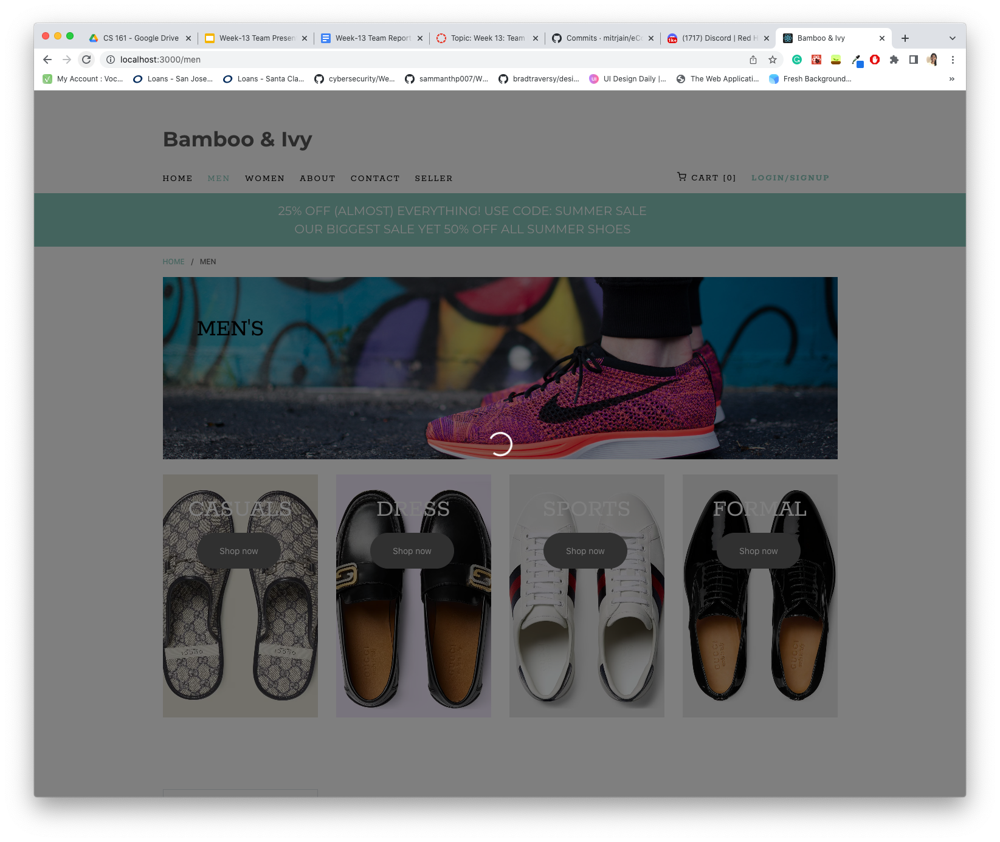 CS 161 - Google Drive
Week-13 Team Presen
Week-13 Team Report
Topic: Week 13: Team
Commits · mitrjain/eCo
(1717) Discord | Red H
Bamboo & Ivy
localhost:3000/men
My Account : Voc...
Loans - San Jose...
Loans - Santa Cla...
cybersecurity/We...
sammanthp007/W...
bradtraversy/desi...
UI Design Daily |...
The Web Applicati...
Fresh Background...
Bamboo & Ivy
HOME MEN WOMEN ABOUT CONTACT SELLER CART [0] LOGIN/SIGNUP
25% OFF (ALMOST) EVERYTHING! USE CODE: SUMMER SALE
OUR BIGGEST SALE YET 50% OFF ALL SUMMER SHOES
HOME / MEN
MEN'S
CASUALS
Shop now
DRESS
Shop now
SPORTS
Shop now
FORMAL
Shop now
GUCCI
GUCCI